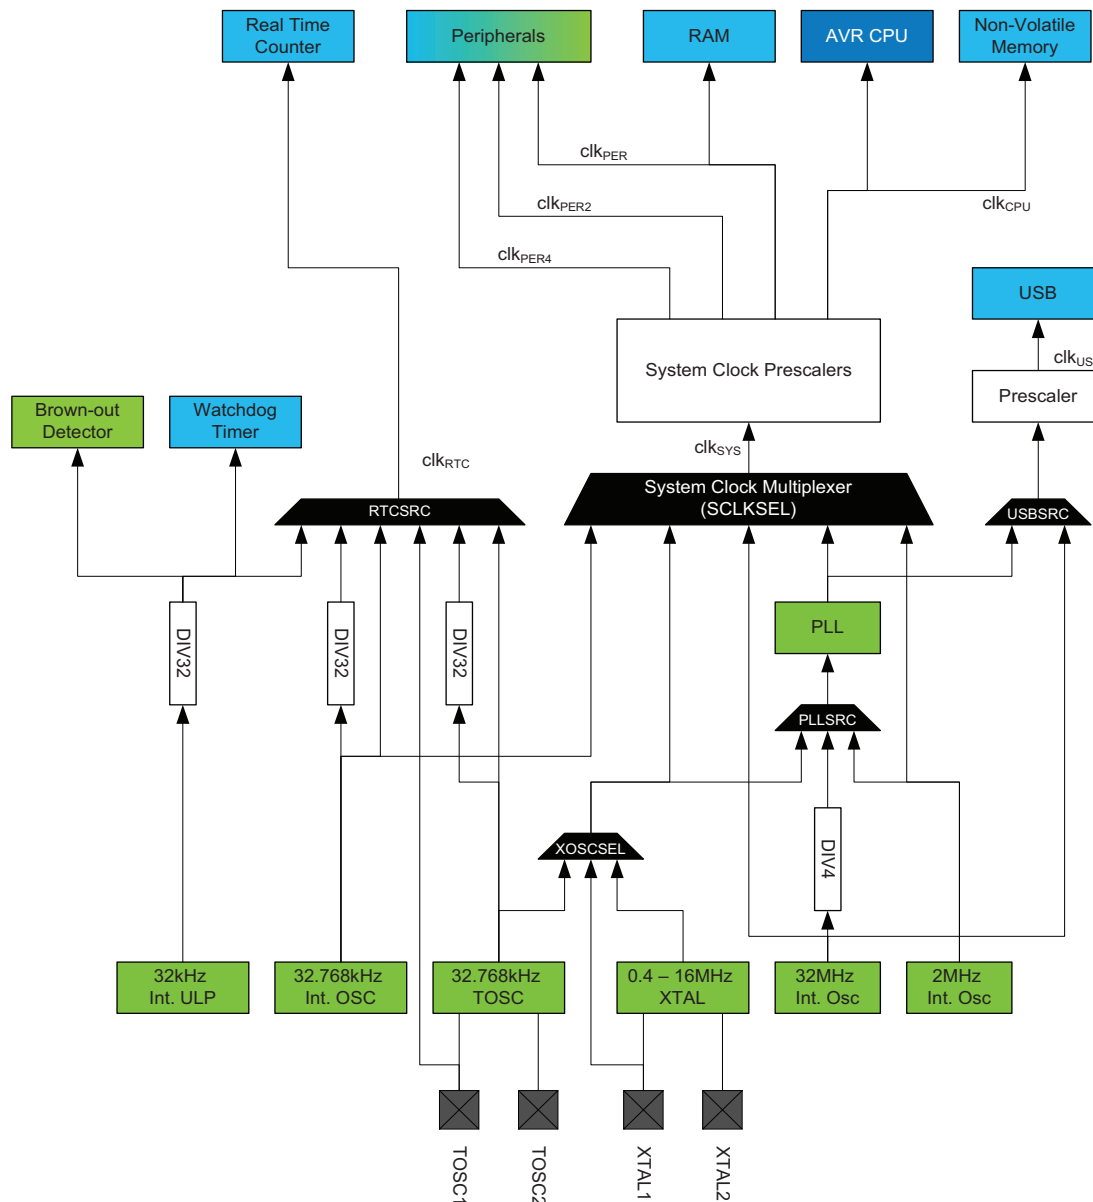 Real Time
Counter
Peripherals
RAM
AVR CPU
Non-Volatile
Memory
clkPER
clkPER2
clkCPU
clkPER4
USB
System Clock Prescalers
clkUS
Prescaler
Brown-out
Detector
Watchdog
Timer
clkRTC
clkSYS
System Clock Multiplexer
(SCLKSEL)
RTCSRC
USBSRC
DIV32
DIV32
DIV32
PLL
PLLSRC
XOSCSEL
DIV4
32kHz
Int. ULP
32.768kHz
Int. OSC
32.768kHz
TOSC
0.4 – 16MHz
XTAL
32MHz
Int. Osc
2MHz
Int. Osc
TOSC1
TOSC2
XTAL1
XTAL2